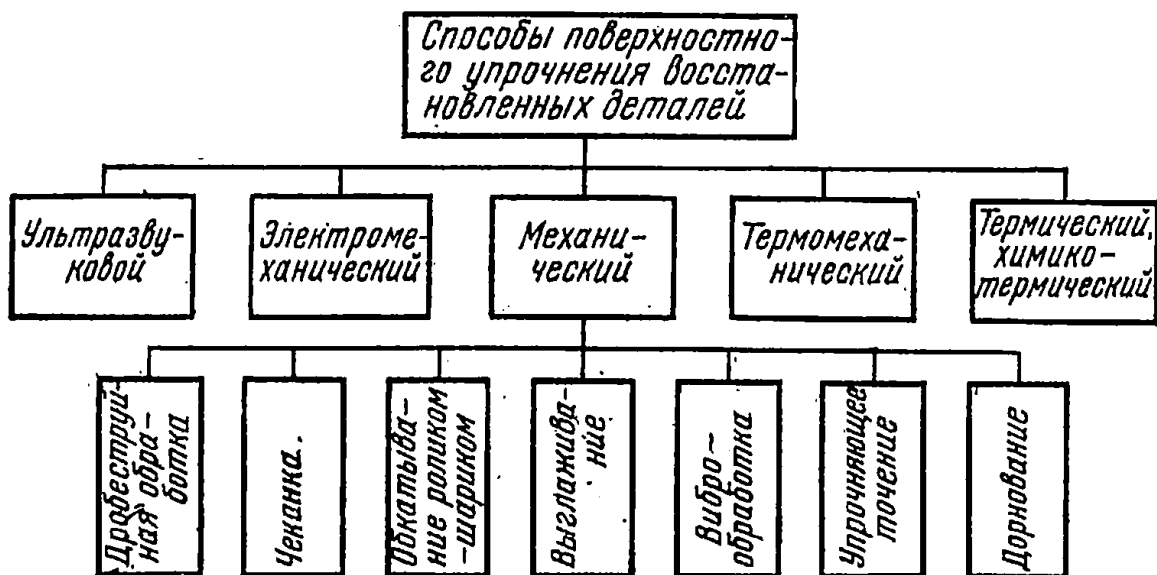 Способы поверхностно-
го упрочнения восста-
новленных деталей
Ультразву-
ковой
Электроме-
ханический
Механи-
ческий
Термомеха-
нический
Термический,
химико-
термический
Дробеструй-
ная обра-
ботка
Чеканка.
Обкатыва-
ние роликом
-шариком
Выглажива-
ние
Вибро-
обработка
Упрочняющее
точение
Дорнование